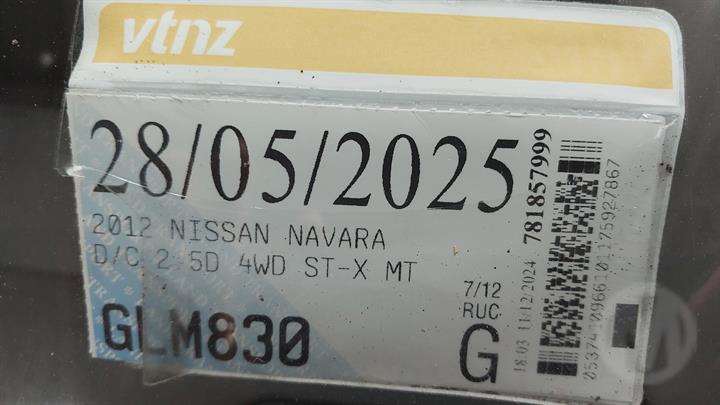 vtnz
28/05/2025
2012 NISSAN NAVARA
D/C 2 5D 4WD ST-X MT
7/12
RUC
GLM830
G
781857999
18:03 11/12/2024